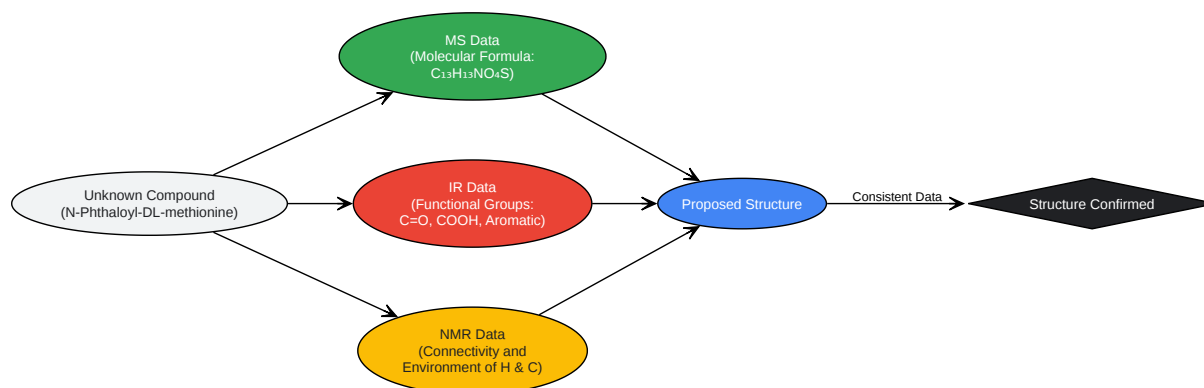 MS Data
(Molecular Formula:
C₁₃H₁₃NO₄S)
Unknown Compound
(N-Phthaloyl-DL-methionine)
IR Data
(Functional Groups:
C=O, COOH, Aromatic)
Proposed Structure
Consistent Data
Structure Confirmed
NMR Data
(Connectivity and
Environment of H & C)